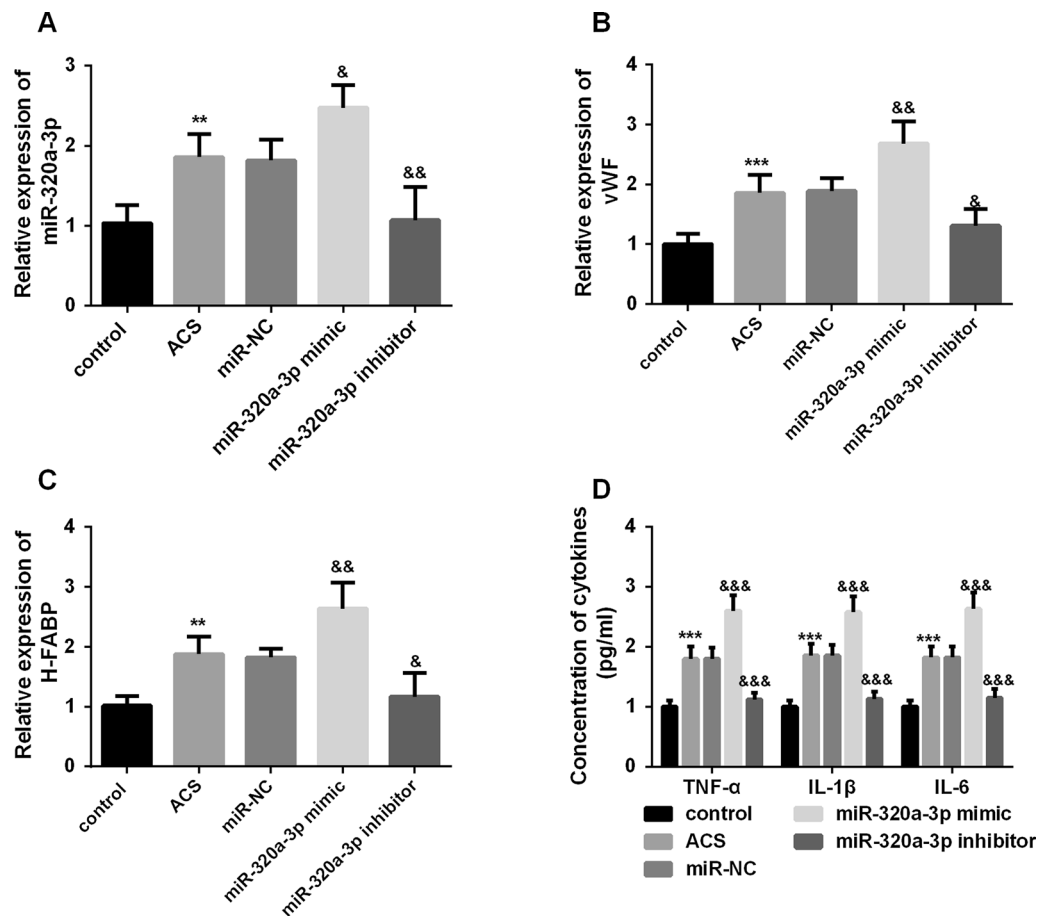 A
Relative expression of
miR-320a-3p
3
2
1
0
**
&
&&
control
ACS
miR-NC
miR-320a-3p mimic
miR-320a-3p inhibitor
B
Relative expression of
vWF
4
3
2
1
0
***
&&
&
control
ACS
miR-NC
miR-320a-3p mimic
miR-320a-3p inhibitor
C
Relative expression of
H-FABP
4
3
2
1
0
**
&&
&
control
ACS
miR-NC
miR-320a-3p mimic
miR-320a-3p inhibitor
D
Concentration of cytokines
(pg/ml)
4
3
2
1
0
***
&&&
&&&
***
&&&
&&&
***
&&&
&&&
TNF-α
IL-1β
IL-6
control
ACS
miR-NC
miR-320a-3p mimic
miR-320a-3p inhibitor